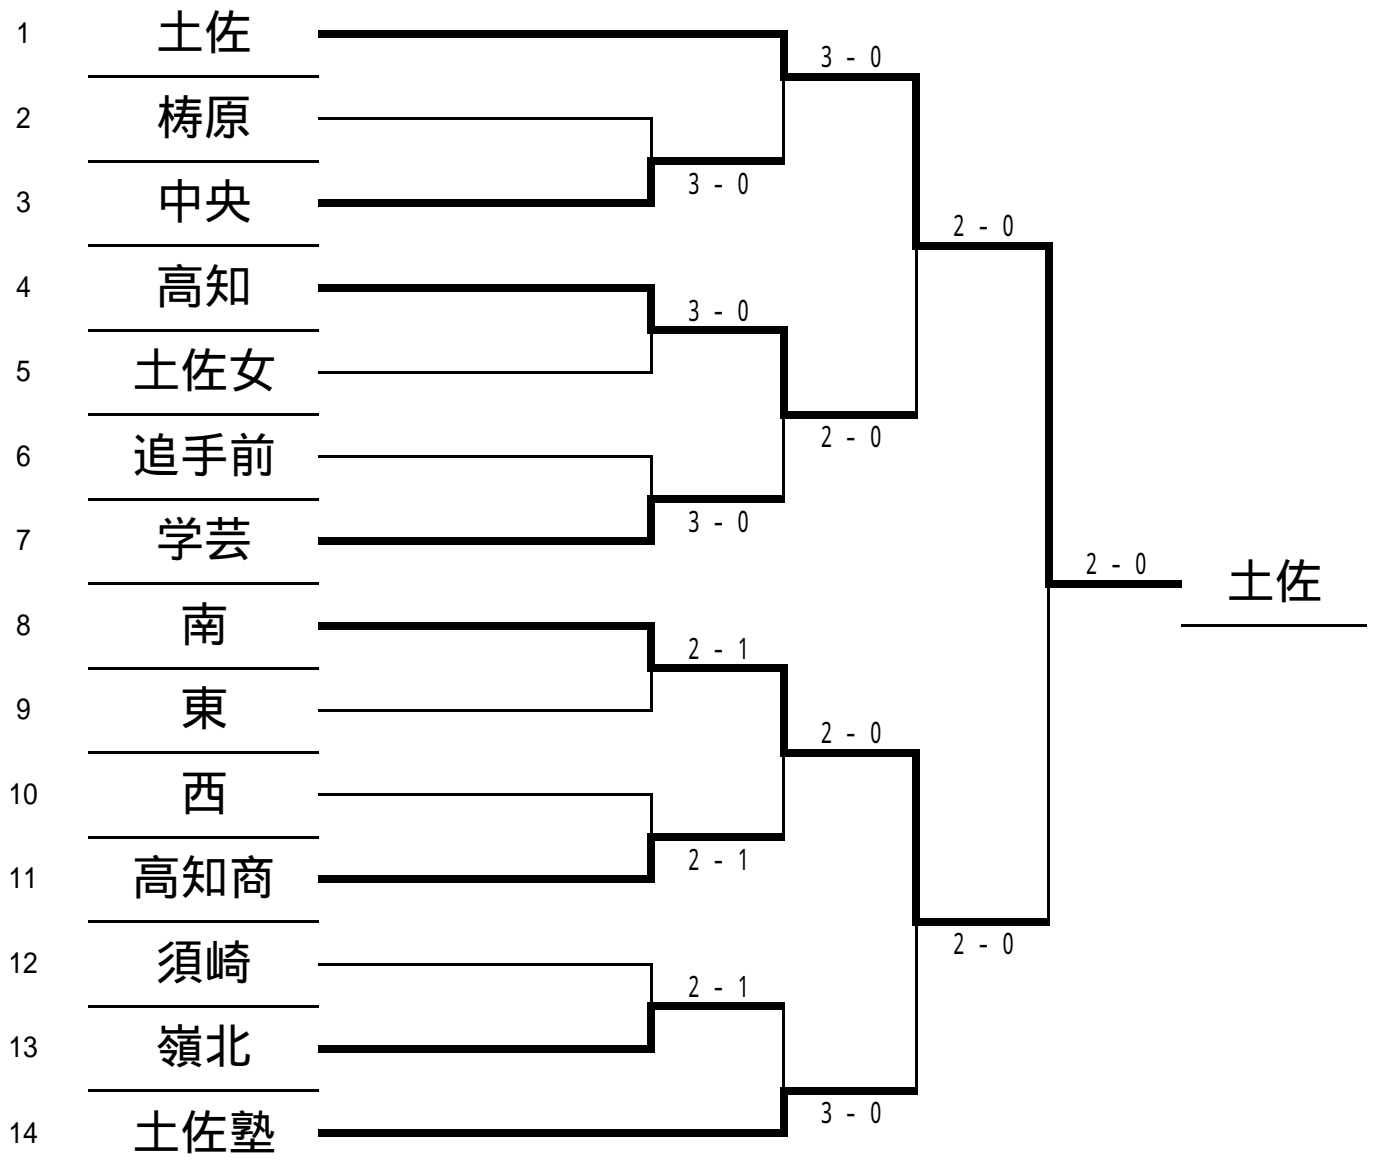 1 土佐
3 - 0
2 梼原
3 - 0
3 中央
2 - 0
4 高知
3 - 0
5 土佐女
2 - 0
6 追手前
3 - 0
7 学芸
2 - 0 土佐
8 南
2 - 1
9 東
2 - 0
10 西
2 - 1
11 高知商
2 - 0
12 須崎
2 - 1
13 嶺北
3 - 0
14 土佐塾